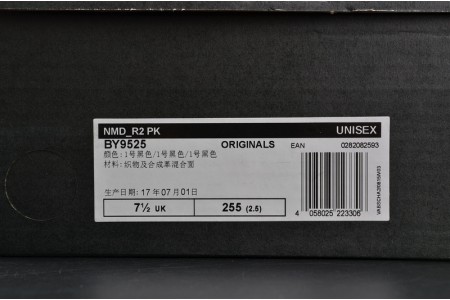 NMD_R2 PK UNISEX
BY9525 ORIGINALS EAN 0282082593
颜色: 1号黑色/1号黑色/1号黑色
材料: 织物及合成革混合面
生产日期: 17年07月01日
7½ UK 255 (2.5)
4 058025 223306